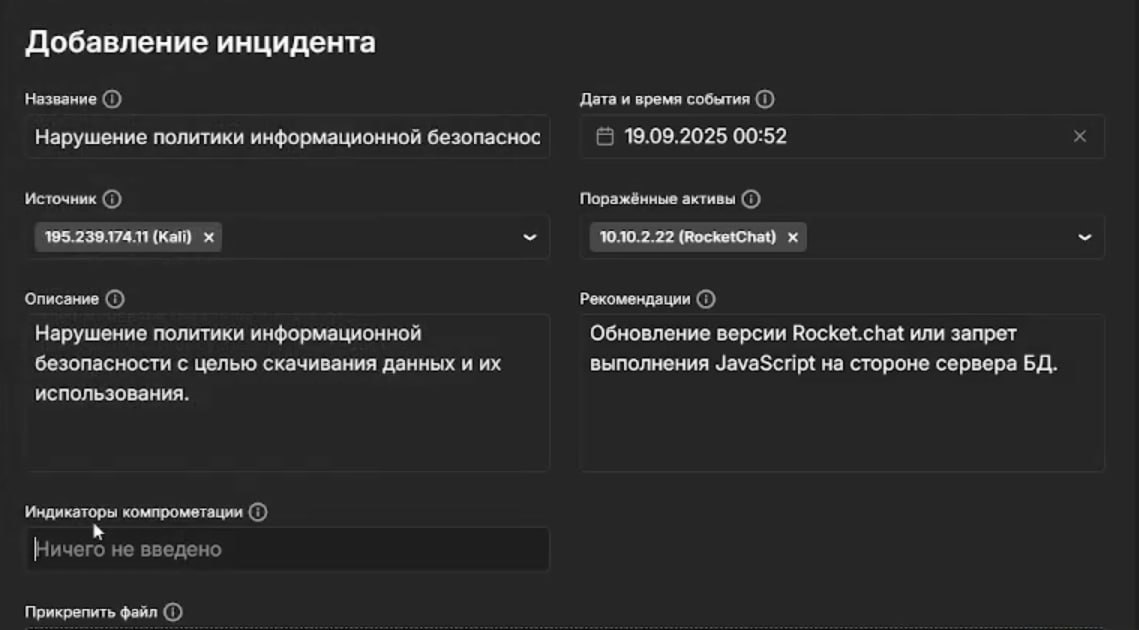 Добавление инцидента
Название
Дата и время события
Нарушение политики информационной безопаснос
19.09.2025 00:52
Источник
Поражённые активы
195.239.174.11 (Kali)
10.10.2.22 (RocketChat)
Описание
Рекомендации
Нарушение политики информационной
безопасности с целью скачивания данных и их
использования.
Обновление версии Rocket.chat или запрет
выполнения JavaScript на стороне сервера БД.
Индикаторы компрометации
Ничего не введено
Прикрепить файл